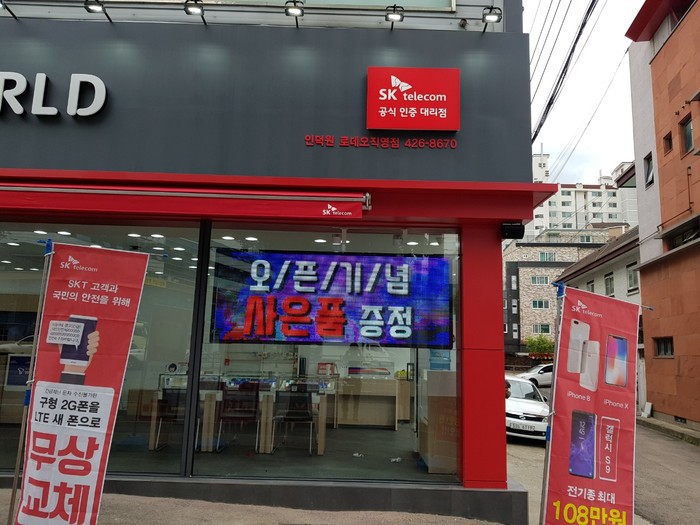 RLD
SK telecom
공식 인증 대리점
인덕원 로데오직영점 426-8670
SK telecom
오/픈/기/념
사은품 증정
SK telecom
SKT 고객과
국민의 안전을 위해
구형 2G폰을
LTE 새 폰으로
무상
교체
SK telecom
iPhone 8
iPhone X
갤럭시 S9
전기종 최대
108만원